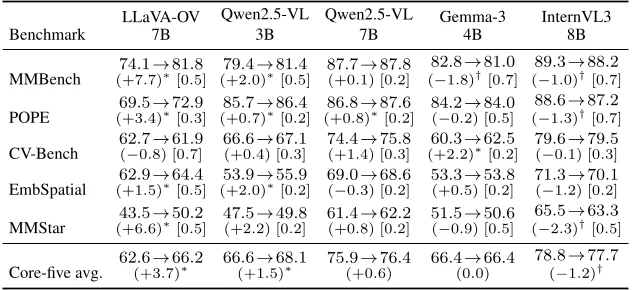 LLaVA-OV Qwen2.5-VL Qwen2.5-VL Gemma-3 InternVL3
Benchmark 7B 3B 7B 4B 8B
74.1→81.8 79.4→81.4 87.7→87.8 82.8→81.0 89.3→88.2
MMBench (+7.7)* [0.5] (+2.0)* [0.5] (+0.1) [0.2] (−1.8)† [0.7] (−1.0)† [0.7]
69.5→72.9 85.7→86.4 86.8→87.6 84.2→84.0 88.6→87.2
POPE (+3.4)* [0.3] (+0.7)* [0.2] (+0.8)* [0.2] (−0.2) [0.5] (−1.3)† [0.7]
62.7→61.9 66.6→67.1 74.4→75.8 60.3→62.5 79.6→79.5
CV-Bench (−0.8) [0.7] (+0.4) [0.3] (+1.4) [0.3] (+2.2)* [0.2] (−0.1) [0.3]
62.9→64.4 53.9→55.9 69.0→68.6 53.3→53.8 71.3→70.1
EmbSpatial (+1.5)* [0.5] (+2.0)* [0.2] (−0.3) [0.2] (+0.5) [0.2] (−1.2) [0.2]
43.5→50.2 47.5→49.8 61.4→62.2 51.5→50.6 65.5→63.3
MMStar (+6.6)* [0.5] (+2.2) [0.2] (+0.8) [0.2] (−0.9) [0.5] (−2.3)† [0.5]
62.6→66.2 66.6→68.1 75.9→76.4 66.4→66.4 78.8→77.7
Core-five avg. (+3.7)* (+1.5)* (+0.6) (0.0) (−1.2)†